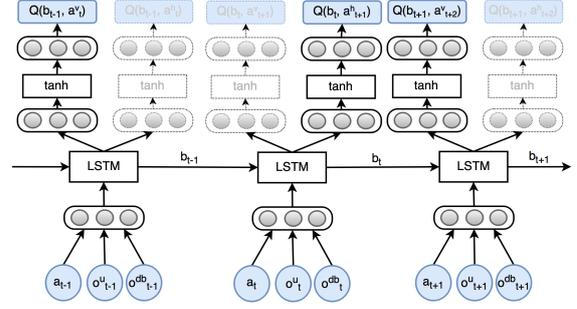 Q(b_{t-1}, a^v_t) Q(b_{t-1}, a^h_t) Q(b_t, a^v_{t+1}) Q(b_t, a^h_{t+1}) Q(b_{t+1}, a^v_{t+2}) Q(b_{t+1}, a^h_{t+2})
tanh tanh tanh tanh tanh tanh
LSTM b_{t-1} LSTM b_t LSTM b_{t+1}
a_{t-1} o^u_{t-1} o^{db}_{t-1} a_t o^u_t o^{db}_t a_{t+1} o^u_{t+1} o^{db}_{t+1}